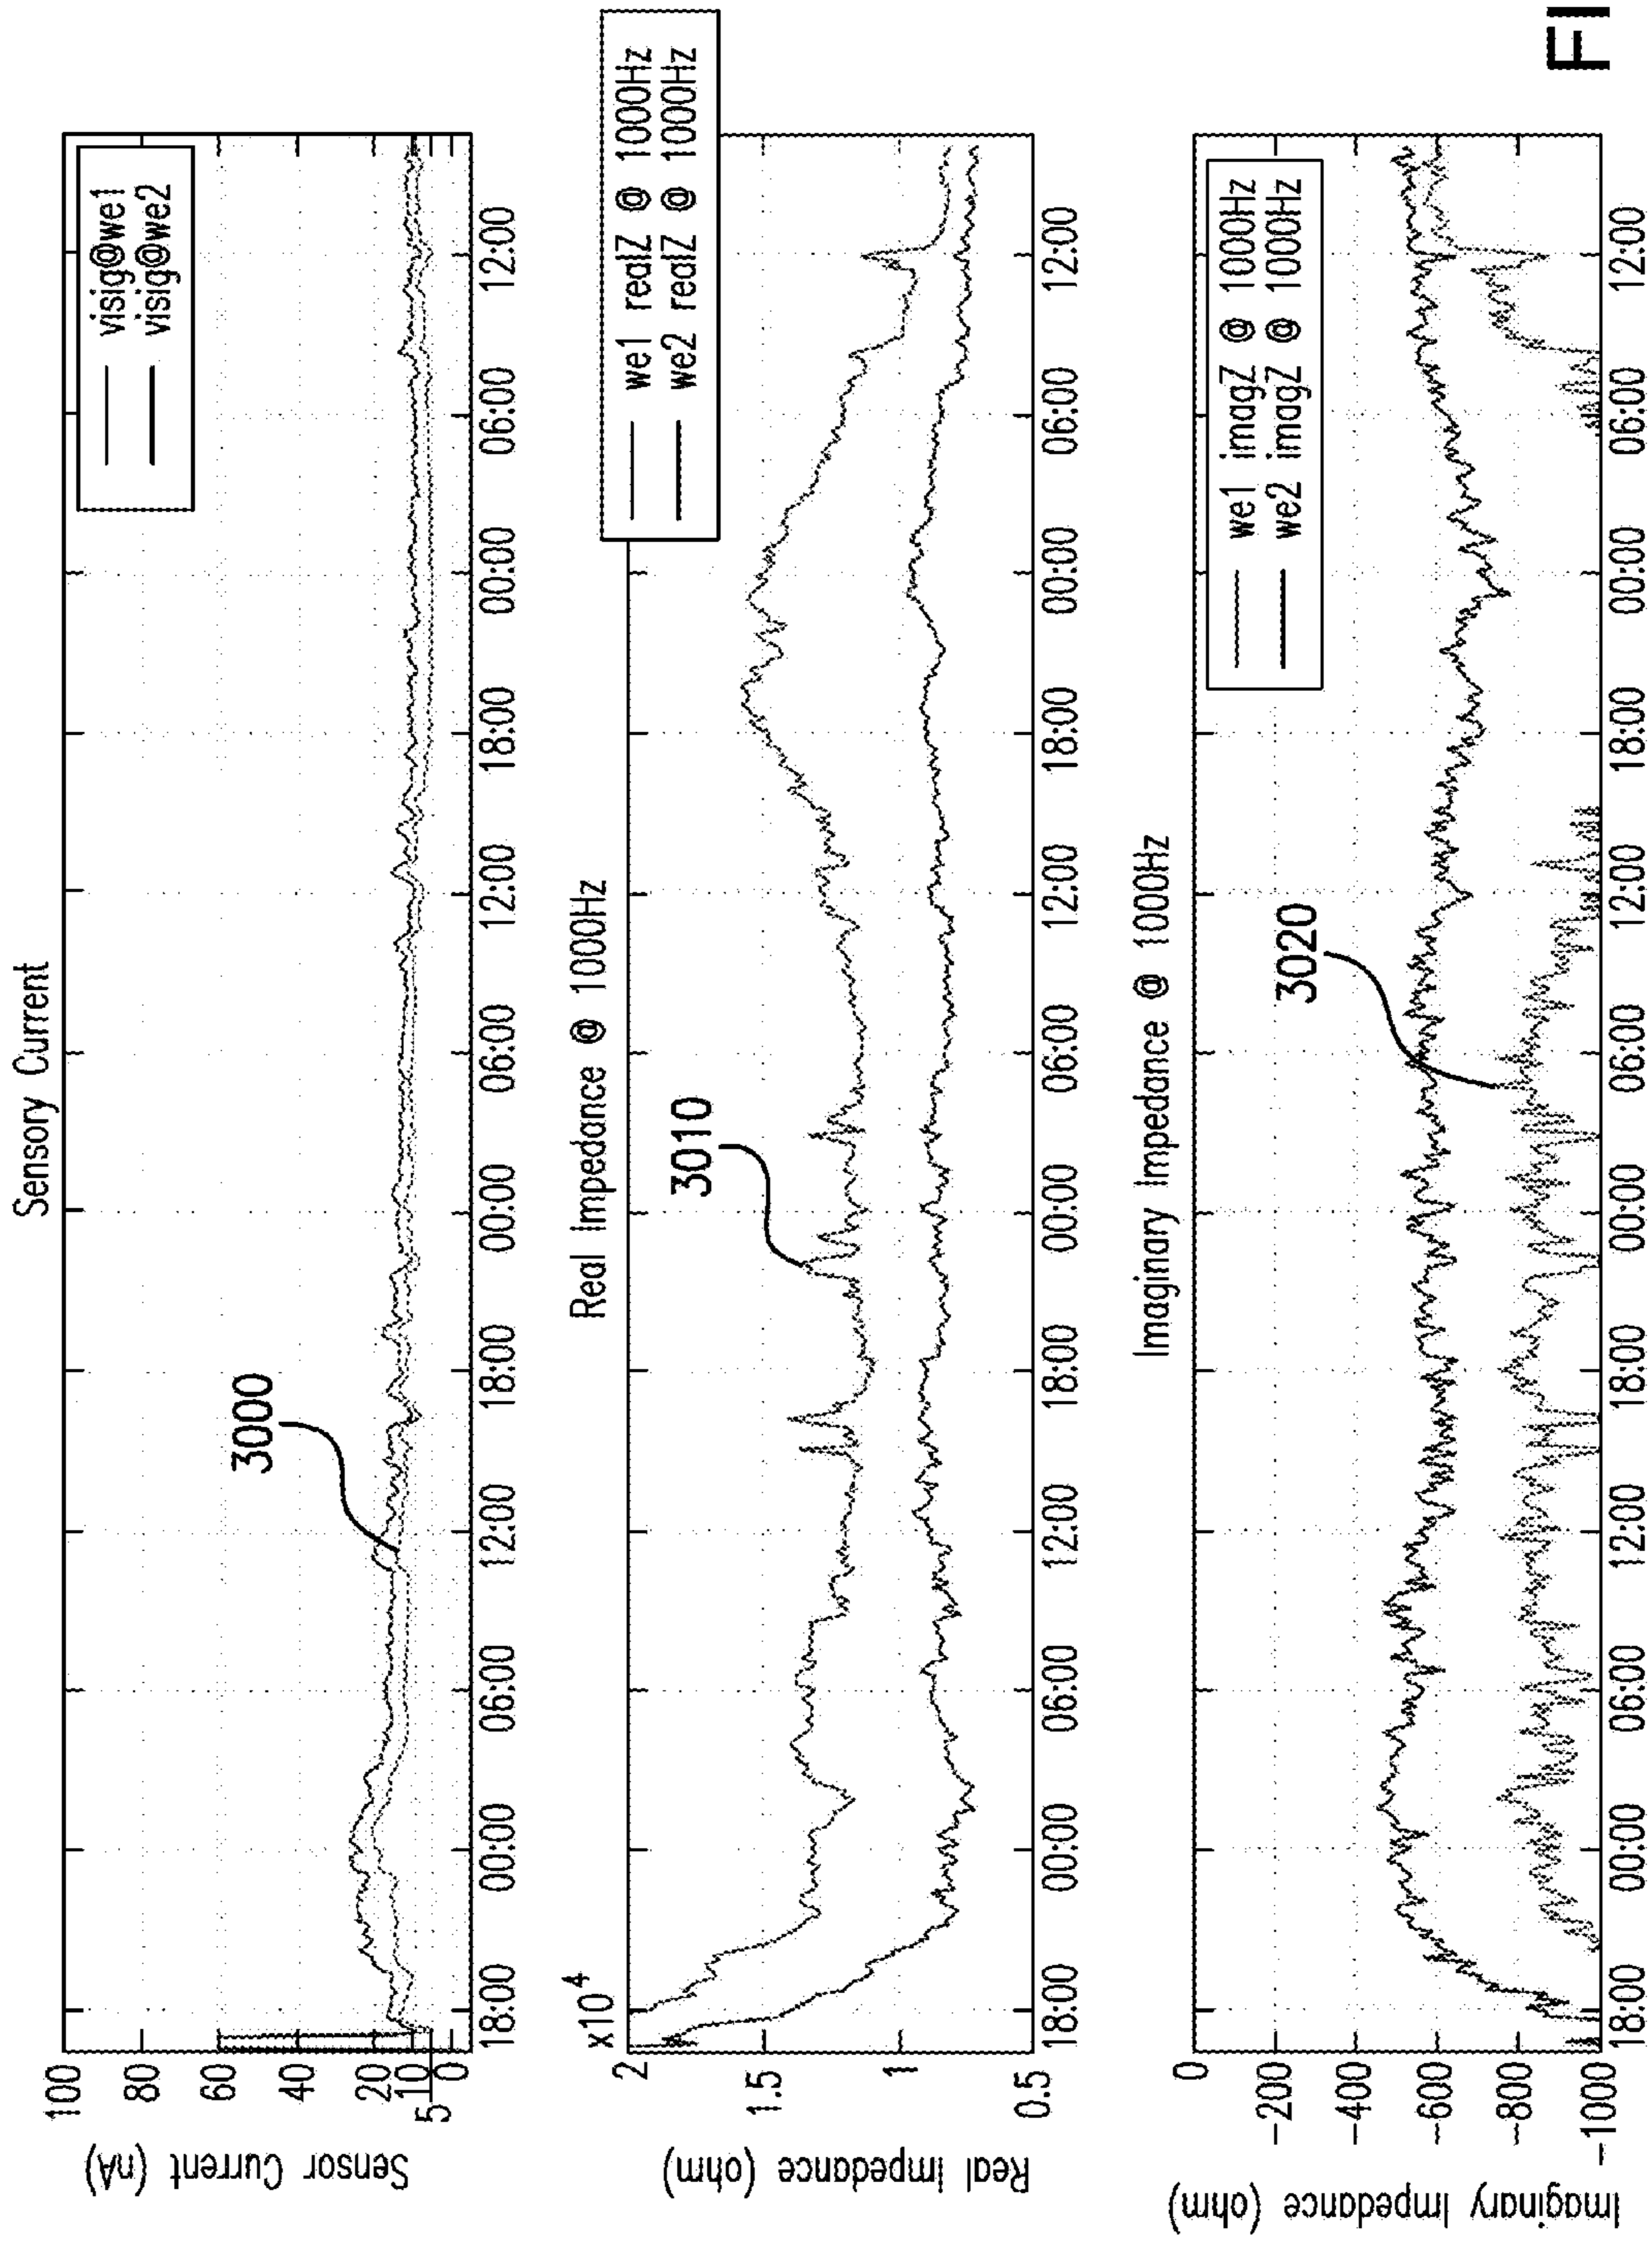 Sensory Current
Sensor Current (nA)
100
80
60
40
20
10
5
0
visig@we1
visig@we2
3000
18:00 00:00 06:00 12:00 18:00 00:00 06:00 12:00 18:00 00:00 06:00 12:00
Real Impedance @ 1000Hz
Real Impedance (ohm)
x10 4
2
1.5
1
0.5
we1 realZ @ 1000Hz
we2 realZ @ 1000Hz
3010
18:00 00:00 06:00 12:00 18:00 00:00 06:00 12:00 18:00 00:00 06:00 12:00
Imaginary Impedance @ 1000Hz
Imaginary Impedance (ohm)
0
-200
-400
-600
-800
-1000
we1 imagZ @ 1000Hz
we2 imagZ @ 1000Hz
3020
18:00 00:00 06:00 12:00 18:00 00:00 06:00 12:00 18:00 00:00 06:00 12:00
FI